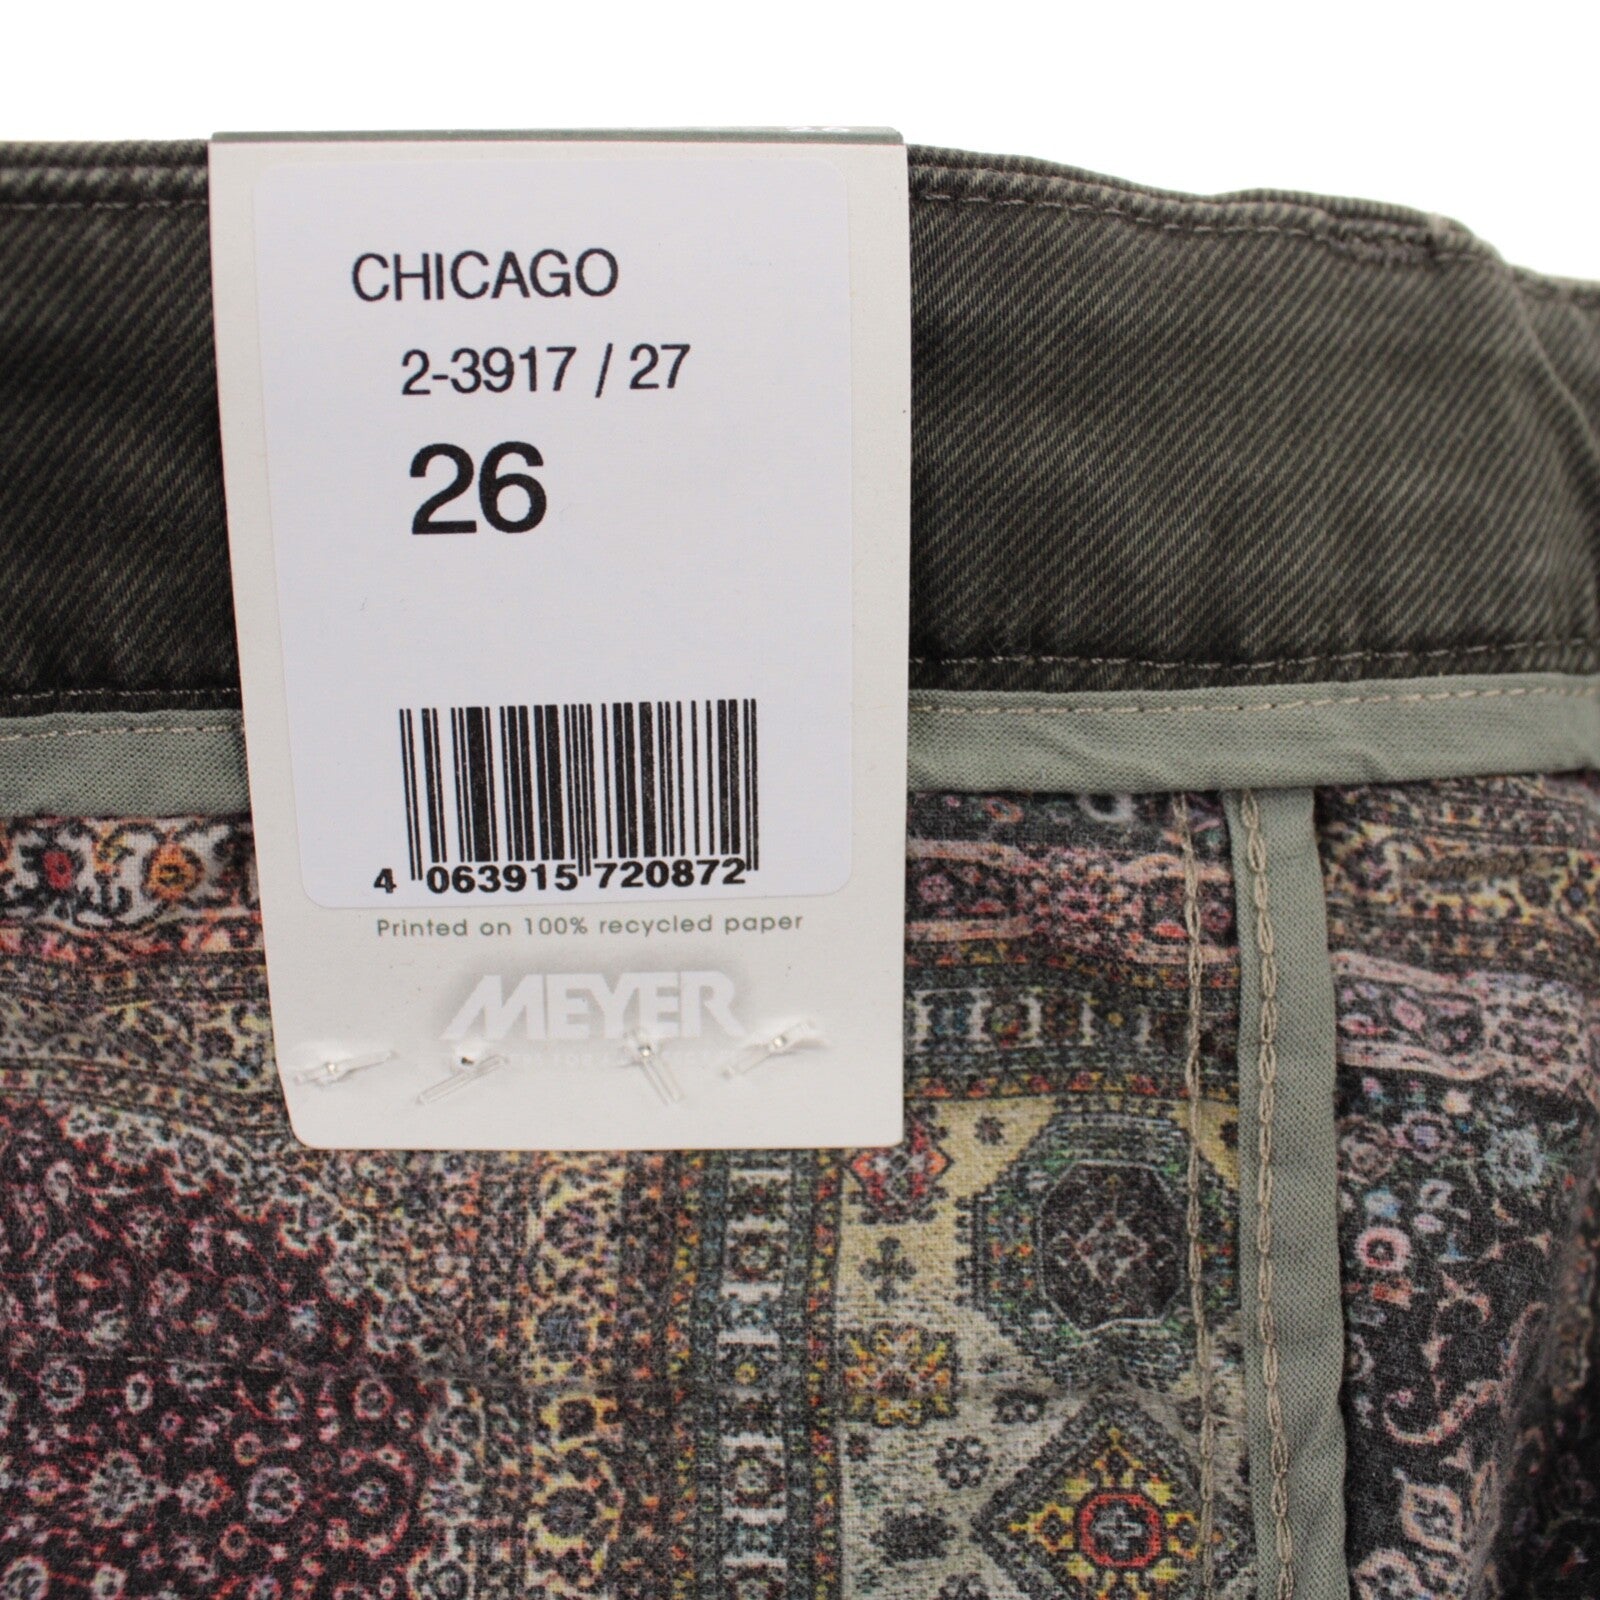 CHICAGO
2-3917 / 27
26
4 063915 720872
Printed on 100% recycled paper
MEYER